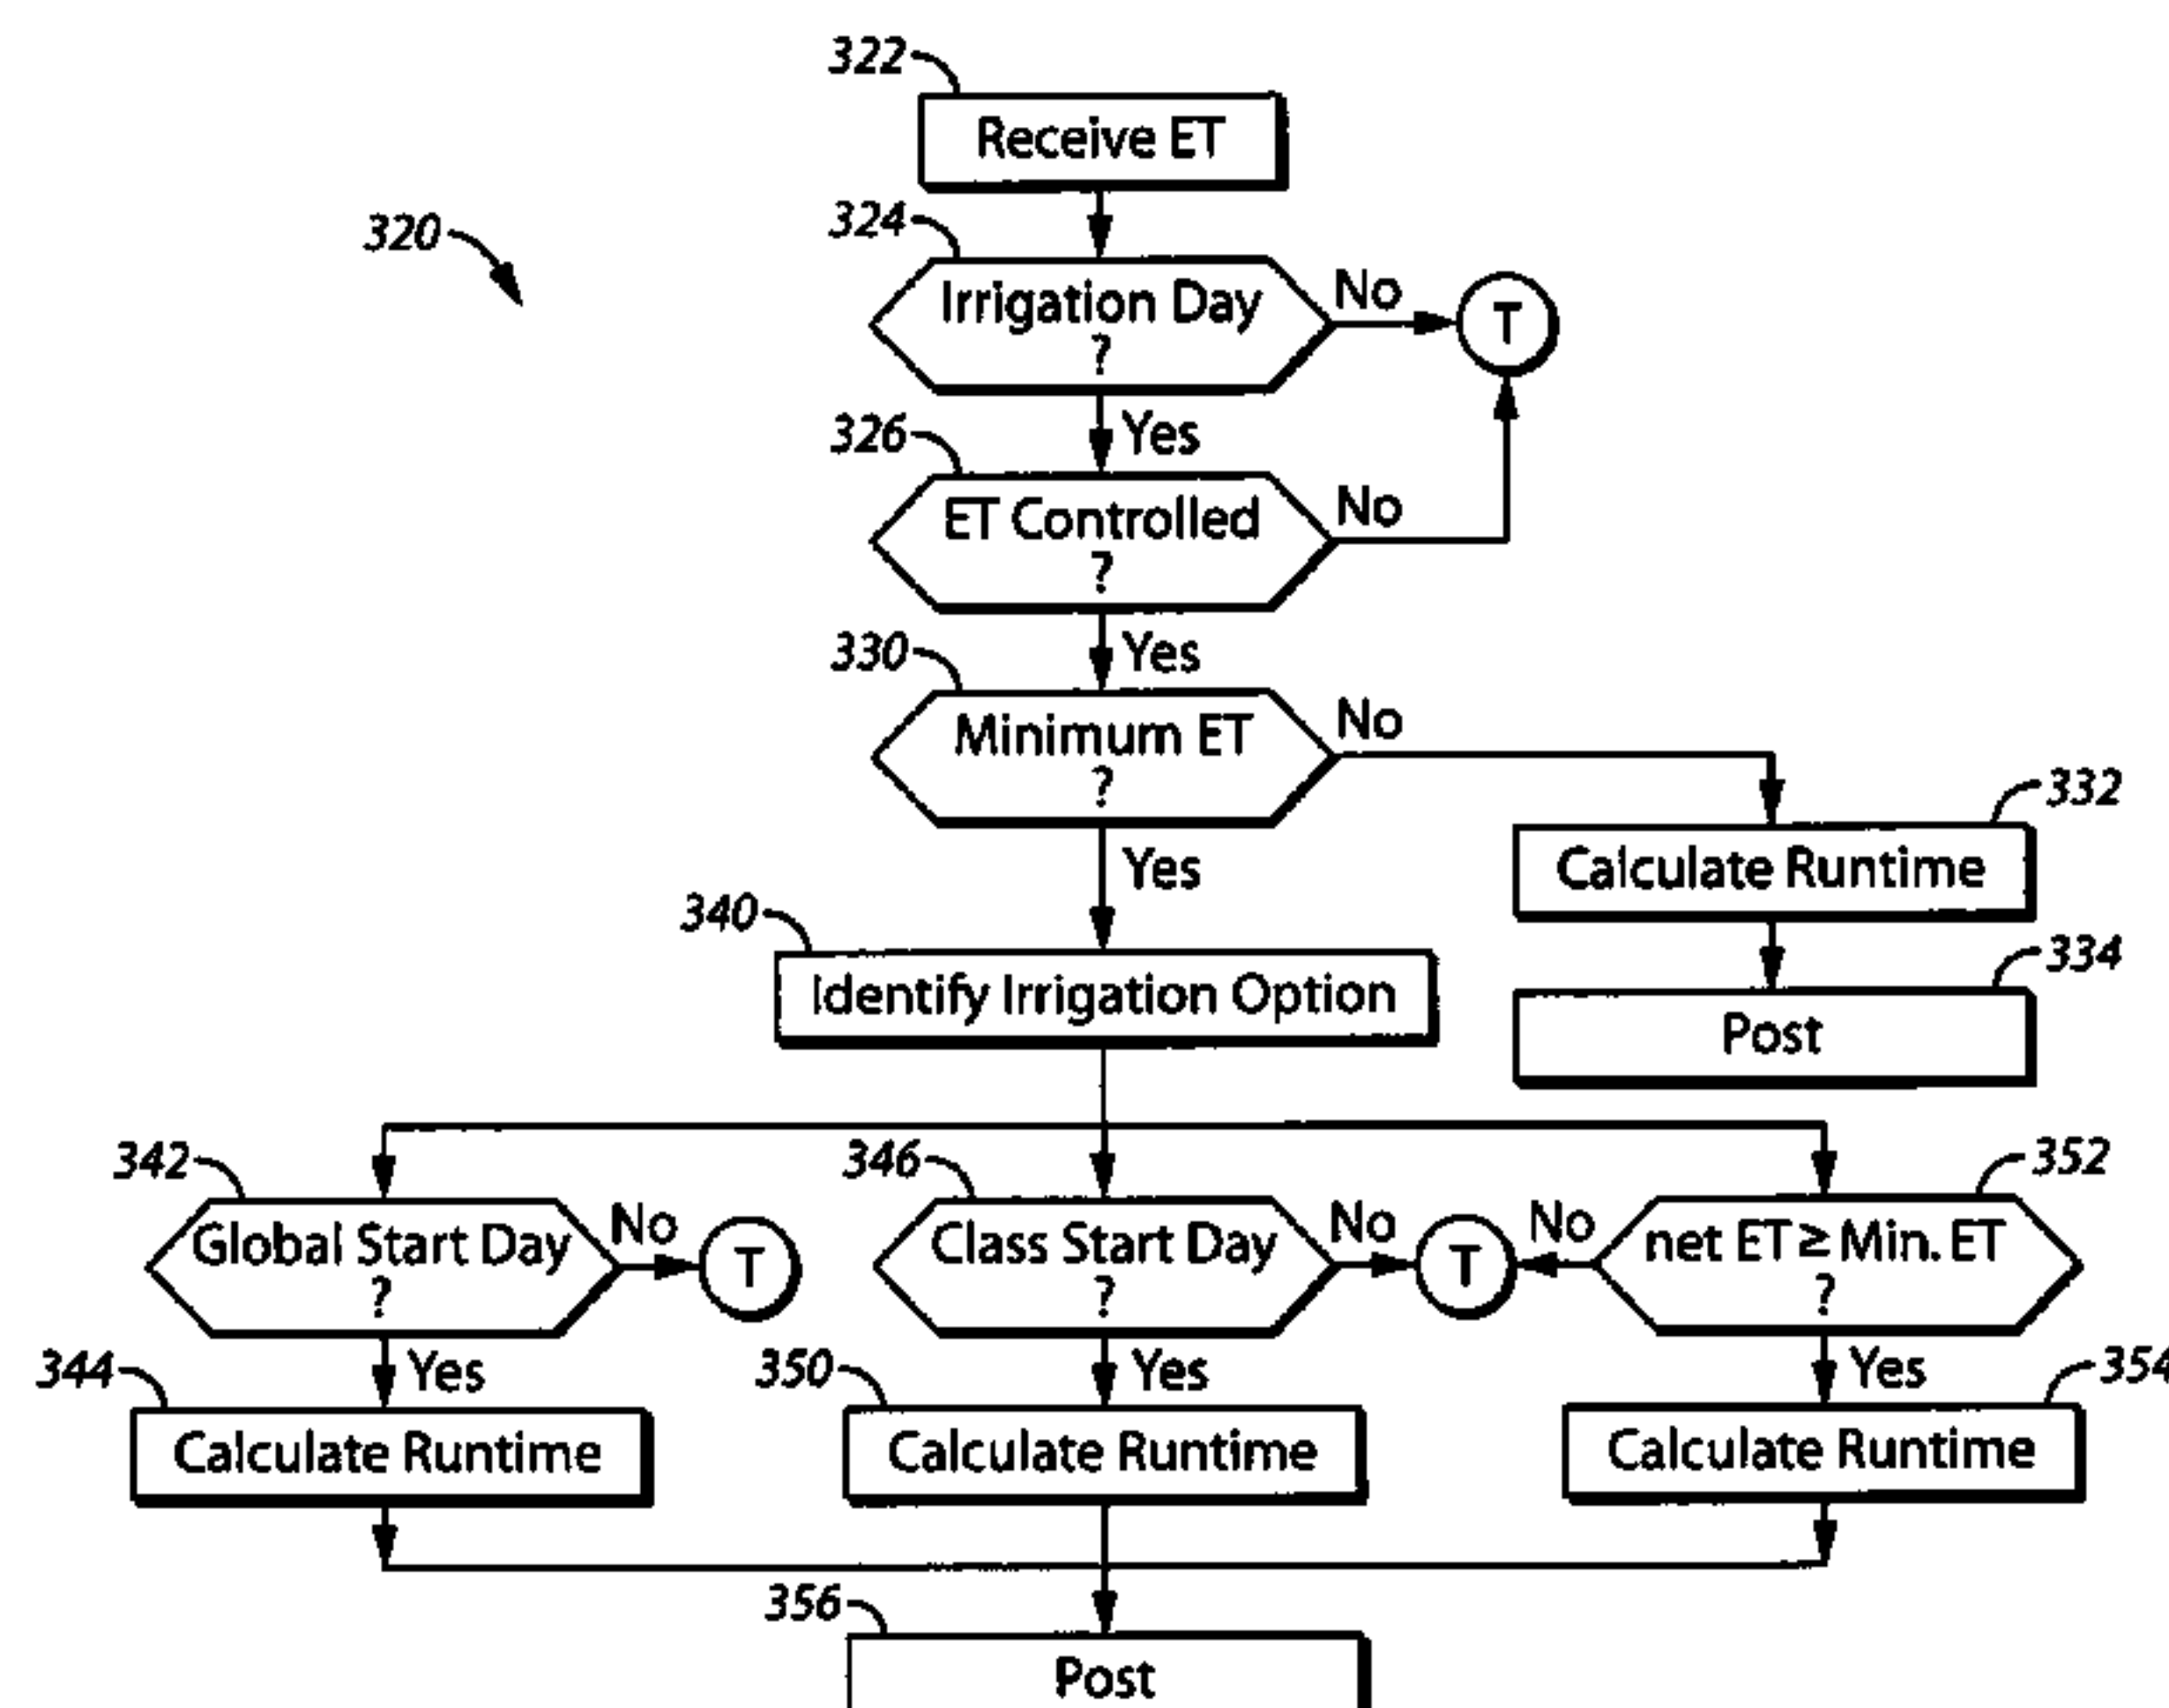 322
Receive ET
320
324
Irrigation Day
?
No
T
Yes
326
ET Controlled
?
No
Yes
330
Minimum ET
?
No
Yes
332
Calculate Runtime
334
Post
340
Identify Irrigation Option
342
Global Start Day
?
No
T
346
Class Start Day
?
No
T
No
352
net ET ≥ Min. ET
?
344
Yes
Calculate Runtime
350
Yes
Calculate Runtime
Yes
354
Calculate Runtime
356
Post